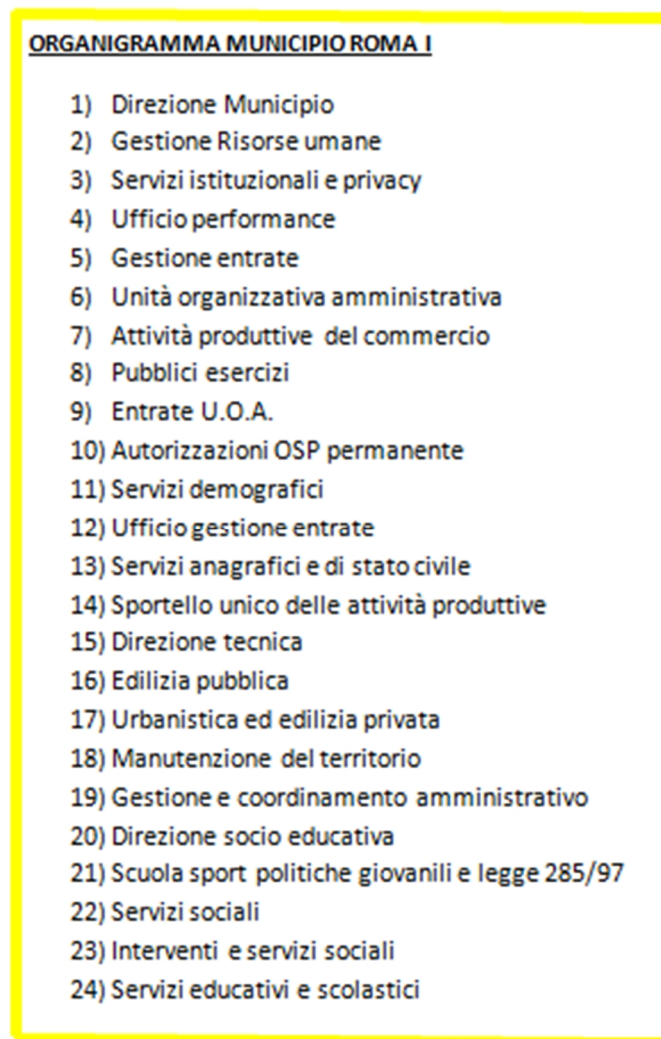 ORGANIGRAMMA MUNICIPIO ROMA I
1) Direzione Municipio
2) Gestione Risorse umane
3) Servizi istituzionali e privacy
4) Ufficio performance
5) Gestione entrate
6) Unità organizzativa amministrativa
7) Attività produttive del commercio
8) Pubblici esercizi
9) Entrate U.O.A.
10) Autorizzazioni OSP permanente
11) Servizi demografici
12) Ufficio gestione entrate
13) Servizi anagrafici e di stato civile
14) Sportello unico delle attività produttive
15) Direzione tecnica
16) Edilizia pubblica
17) Urbanistica ed edilizia privata
18) Manutenzione del territorio
19) Gestione e coordinamento amministrativo
20) Direzione socio educativa
21) Scuola sport politiche giovanili e legge 285/97
22) Servizi sociali
23) Interventi e servizi sociali
24) Servizi educativi e scolastici